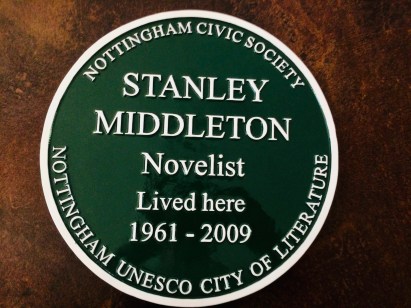 NOTTINGHAM CIVIC SOCIETY
STANLEY
MIDDLETON
Novelist
Lived here
1961 - 2009
NOTTINGHAM UNESCO CITY OF LITERATURE